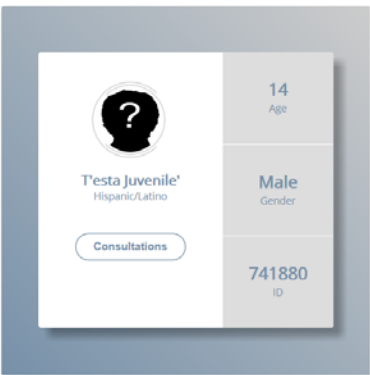 ?
T'esta Juvenile'
Hispanic/Latino
Consultations
14
Age
Male
Gender
741880
ID